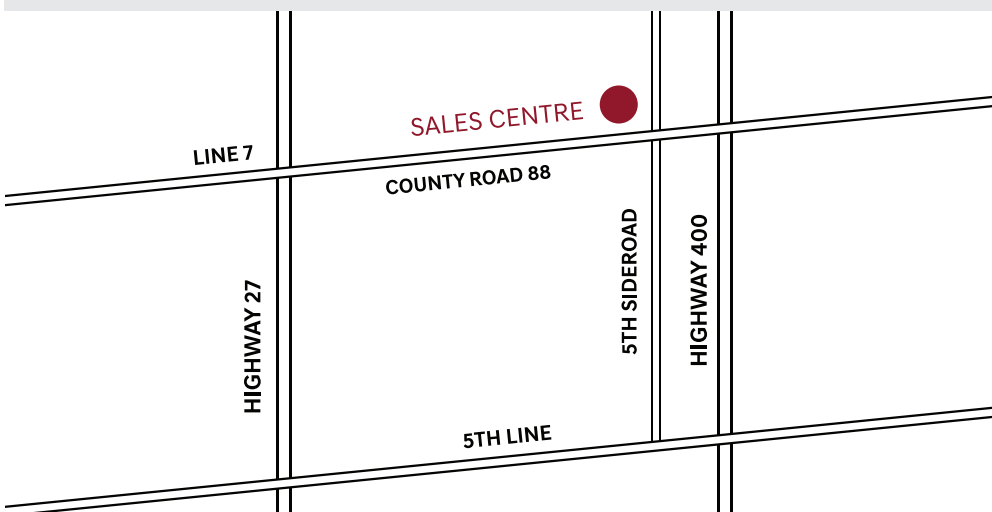 SALES CENTRE
LINE 7
COUNTY ROAD 88
5TH SIDEROAD
HIGHWAY 400
HIGHWAY 27
5TH LINE